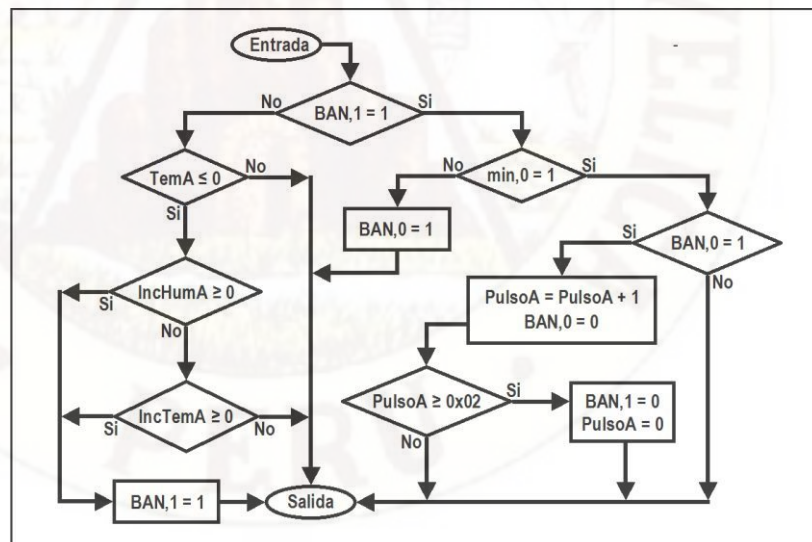 Entrada
BAN,1 = 1
No
Si
TemA ≤ 0
No
Si
min,0 = 1
No
Si
BAN,0 = 1
BAN,0 = 1
Si
No
IncHumA ≥ 0
Si
No
PulsoA = PulsoA + 1
BAN,0 = 0
IncTemA ≥ 0
Si
No
PulsoA ≥ 0x02
Si
No
BAN,1 = 0
PulsoA = 0
BAN,1 = 1
Salida
PERU